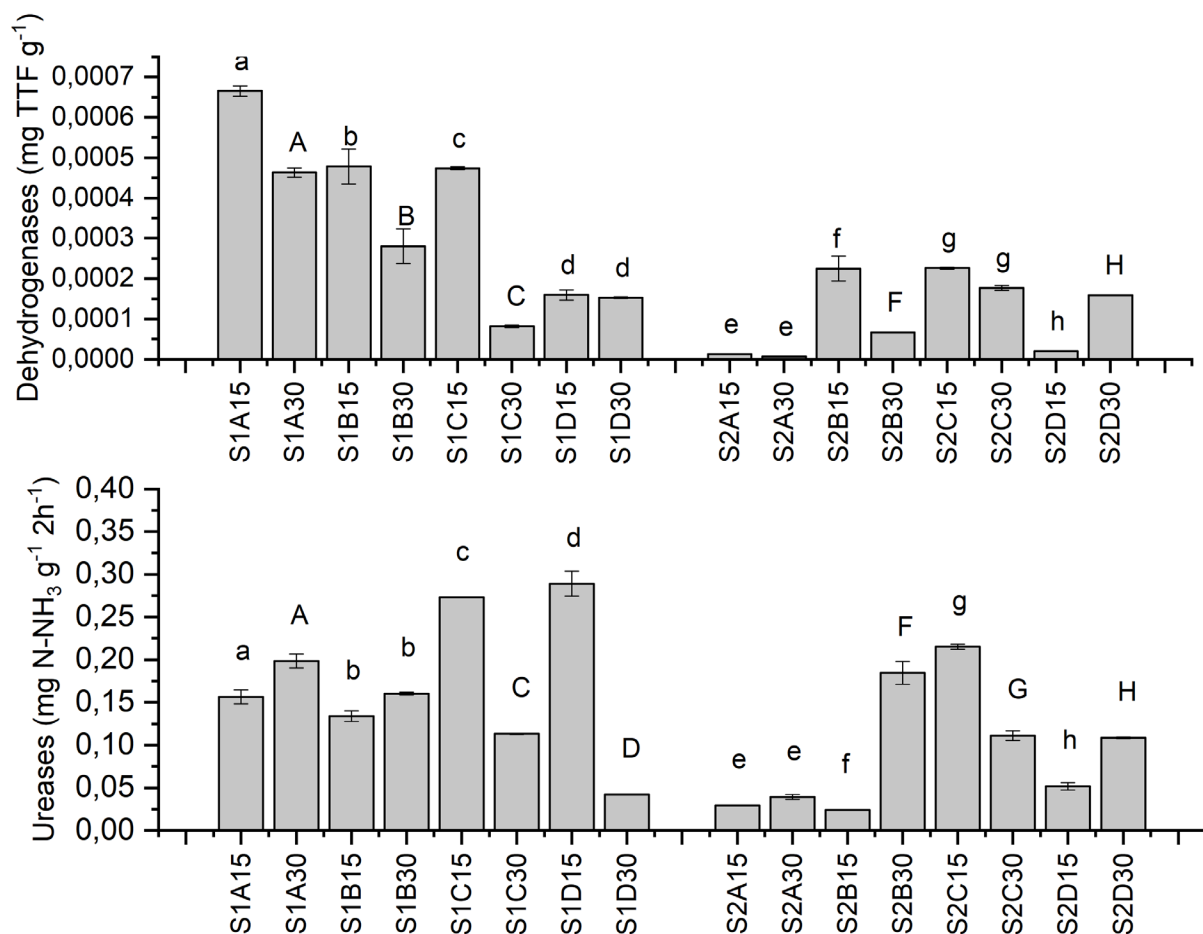 Dehydrogenases (mg TTF g⁻¹)
0,0007
0,0006
0,0005
0,0004
0,0003
0,0002
0,0001
0,0000
a
A
b
B
c
C
d
d
e
e
f
F
g
g
h
H
S1A15
S1A30
S1B15
S1B30
S1C15
S1C30
S1D15
S1D30
S2A15
S2A30
S2B15
S2B30
S2C15
S2C30
S2D15
S2D30
Ureases (mg N-NH₃ g⁻¹ 2h⁻¹)
0,40
0,35
0,30
0,25
0,20
0,15
0,10
0,05
0,00
a
A
b
b
c
C
d
D
e
e
f
F
g
G
h
H
S1A15
S1A30
S1B15
S1B30
S1C15
S1C30
S1D15
S1D30
S2A15
S2A30
S2B15
S2B30
S2C15
S2C30
S2D15
S2D30